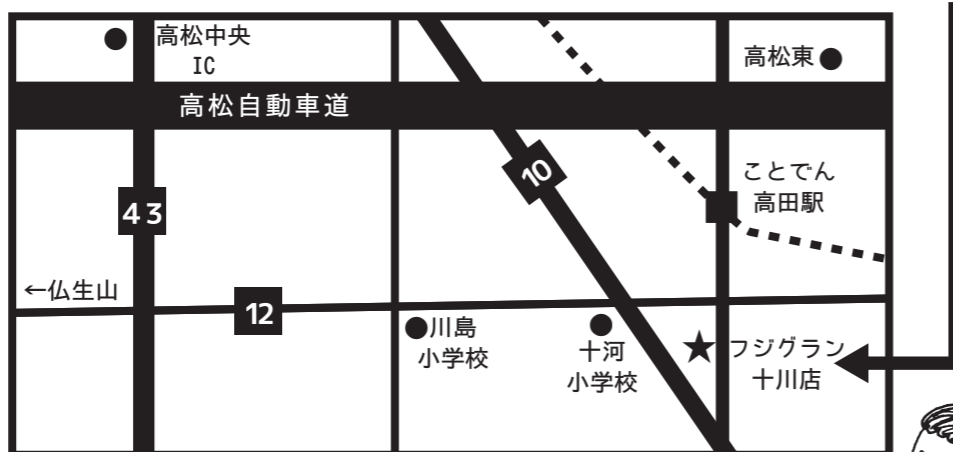 高松中央
IC
高松東
高松自動車道
10
ことでん
高田駅
43
←仏生山
12
川島
小学校
十河
小学校
フジグラン
十川店